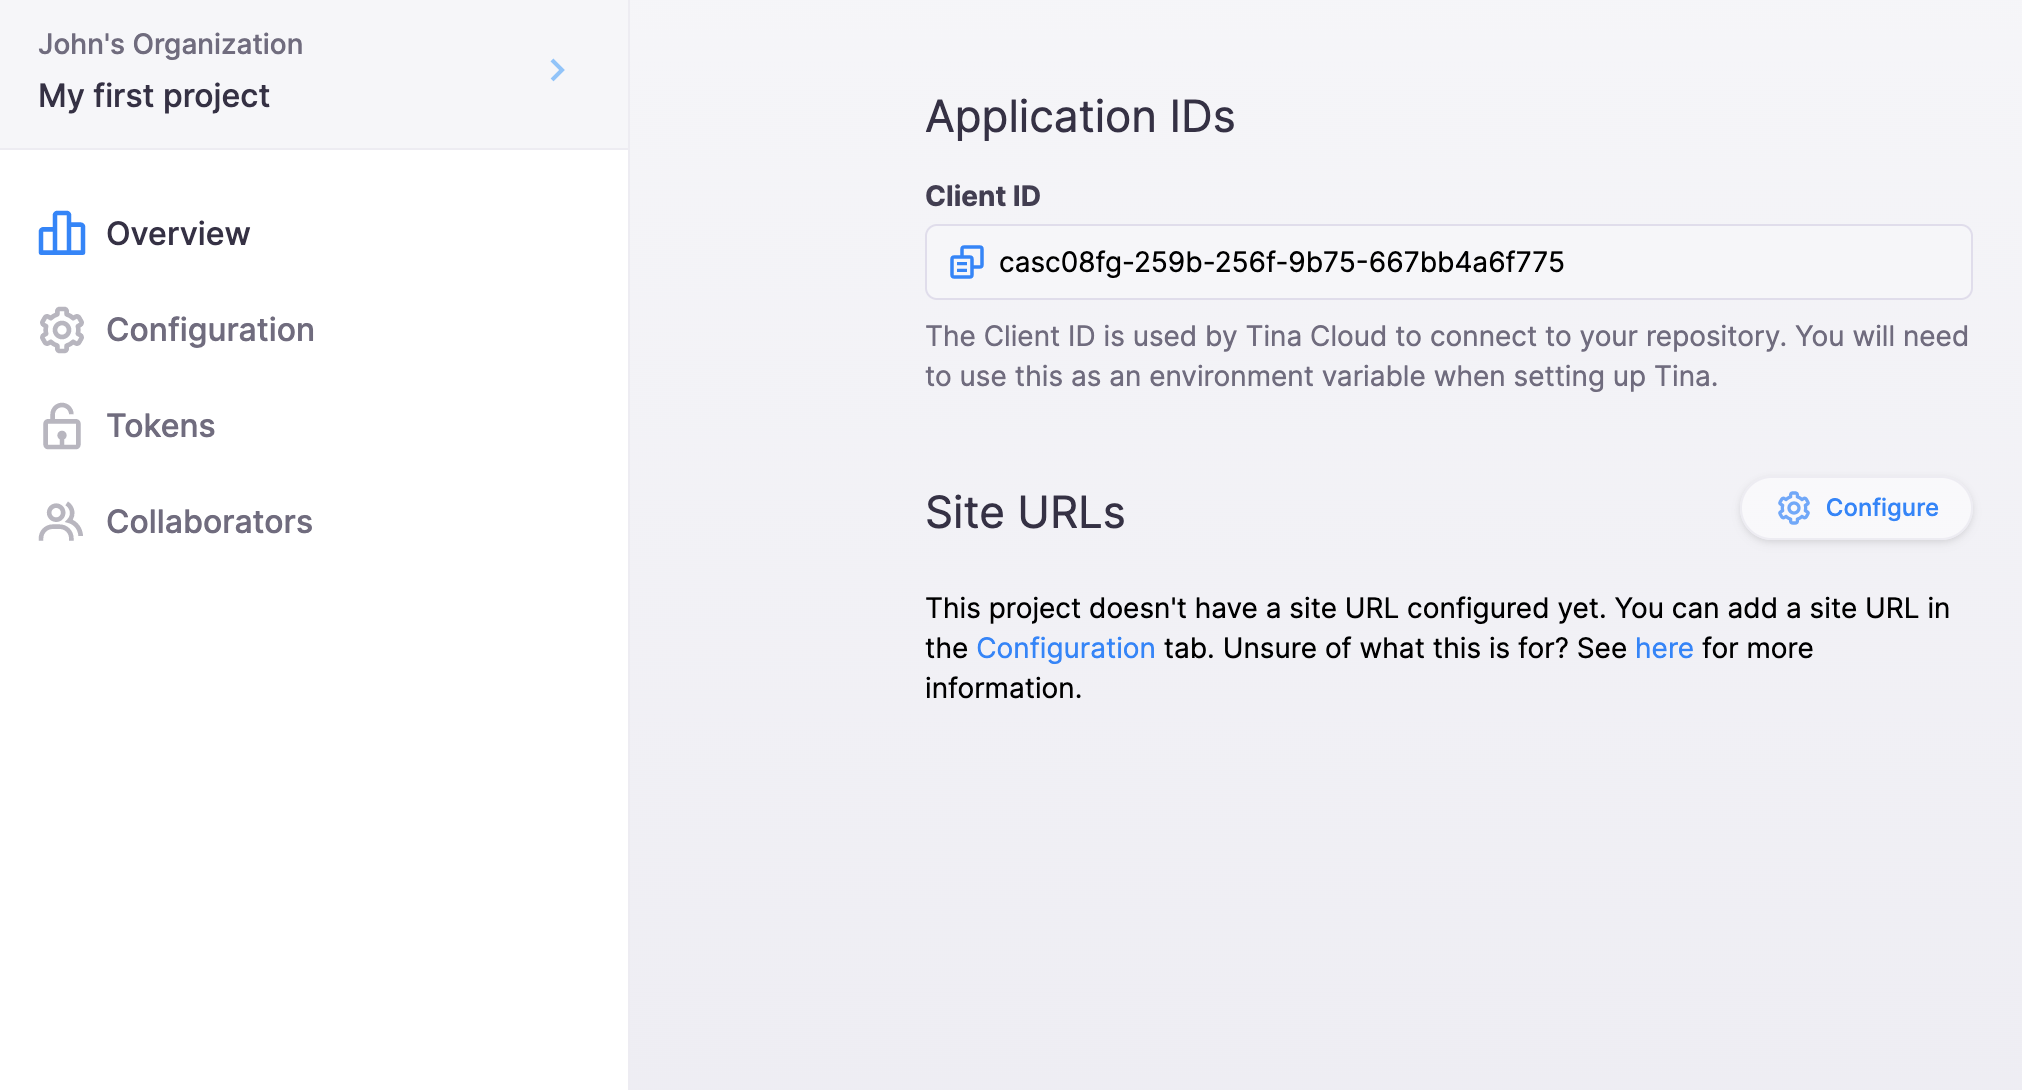 John's Organization
My first project
Overview
Configuration
Tokens
Collaborators
Application IDs
Client ID
casc08fg-259b-256f-9b75-667bb4a6f775
The Client ID is used by Tina Cloud to connect to your repository. You will need
to use this as an environment variable when setting up Tina.
Site URLs
Configure
This project doesn't have a site URL configured yet. You can add a site URL in
the Configuration tab. Unsure of what this is for? See here for more
information.